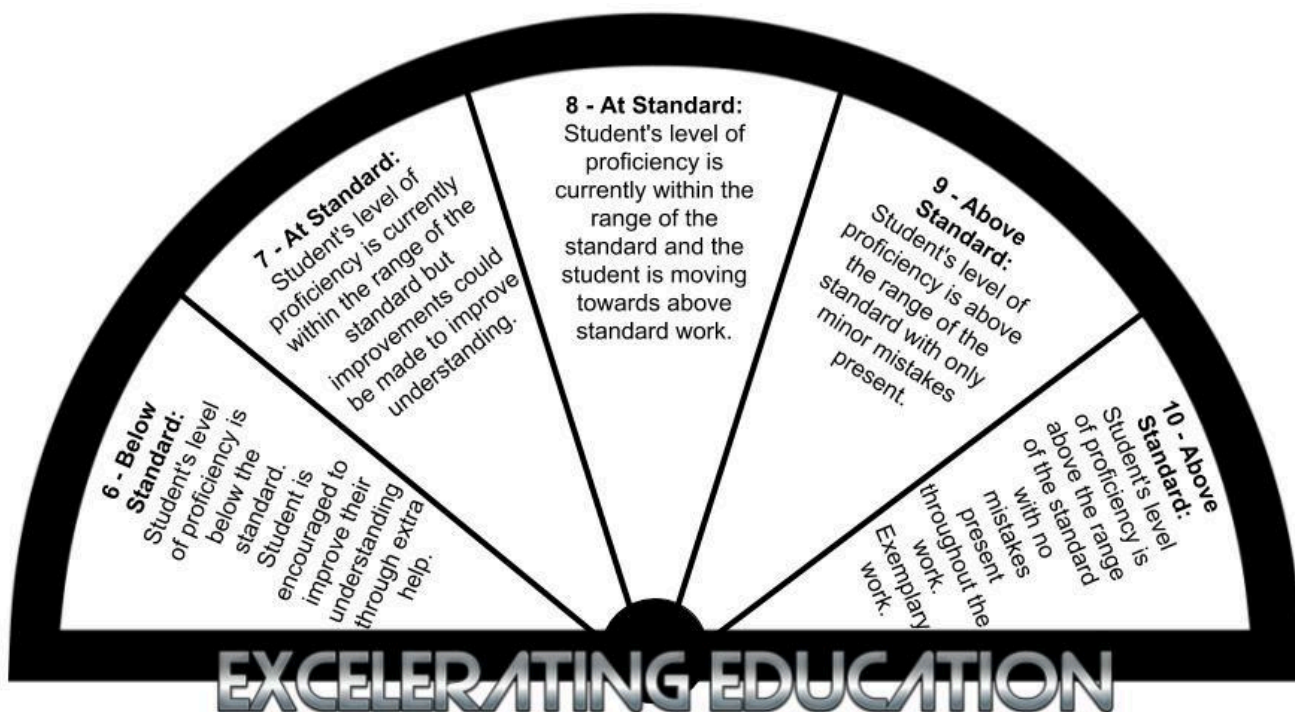 6 - Below
Standard:
Student's level
of proficiency is
below the
standard.
Student is
encouraged to
improve their
understanding
through extra
help.
7 - At Standard:
Student's level of
proficiency is currently
within the range of the
standard but
improvements could
be made to improve
understanding.
8 - At Standard:
Student's level of
proficiency is
currently within the
range of the
standard and the
student is moving
towards above
standard work.
9 - Above
Standard:
Student's level of
proficiency is above
the range of the
standard with only
minor mistakes
present.
10 - Above
Standard:
Student's level
of proficiency is
above the range
of the standard
with no
mistakes
present
throughout the
work.
Exemplary
work.
EXCELERATING EDUCATION